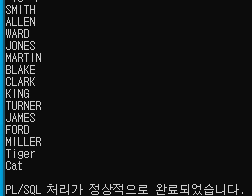 SMITH
ALLEN
WARD
JONES
MARTIN
BLAKE
CLARK
KING
TURNER
JAMES
FORD
MILLER
Tiger
Cat
PL/SQL 처리가 정상적으로 완료되었습니다.